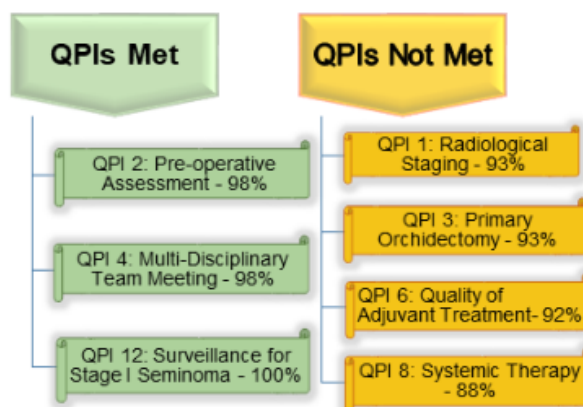 QPIs Met
QPI 2: Pre-operative
Assessment - 98%
QPI 4: Multi-Disciplinary
Team Meeting - 98%
QPI 12: Surveillance for
Stage I Seminoma - 100%
QPIs Not Met
QPI 1: Radiological
Staging - 93%
QPI 3: Primary
Orchidectomy - 93%
QPI 6: Quality of
Adjuvant Treatment- 92%
QPI 8: Systemic Therapy
- 88%